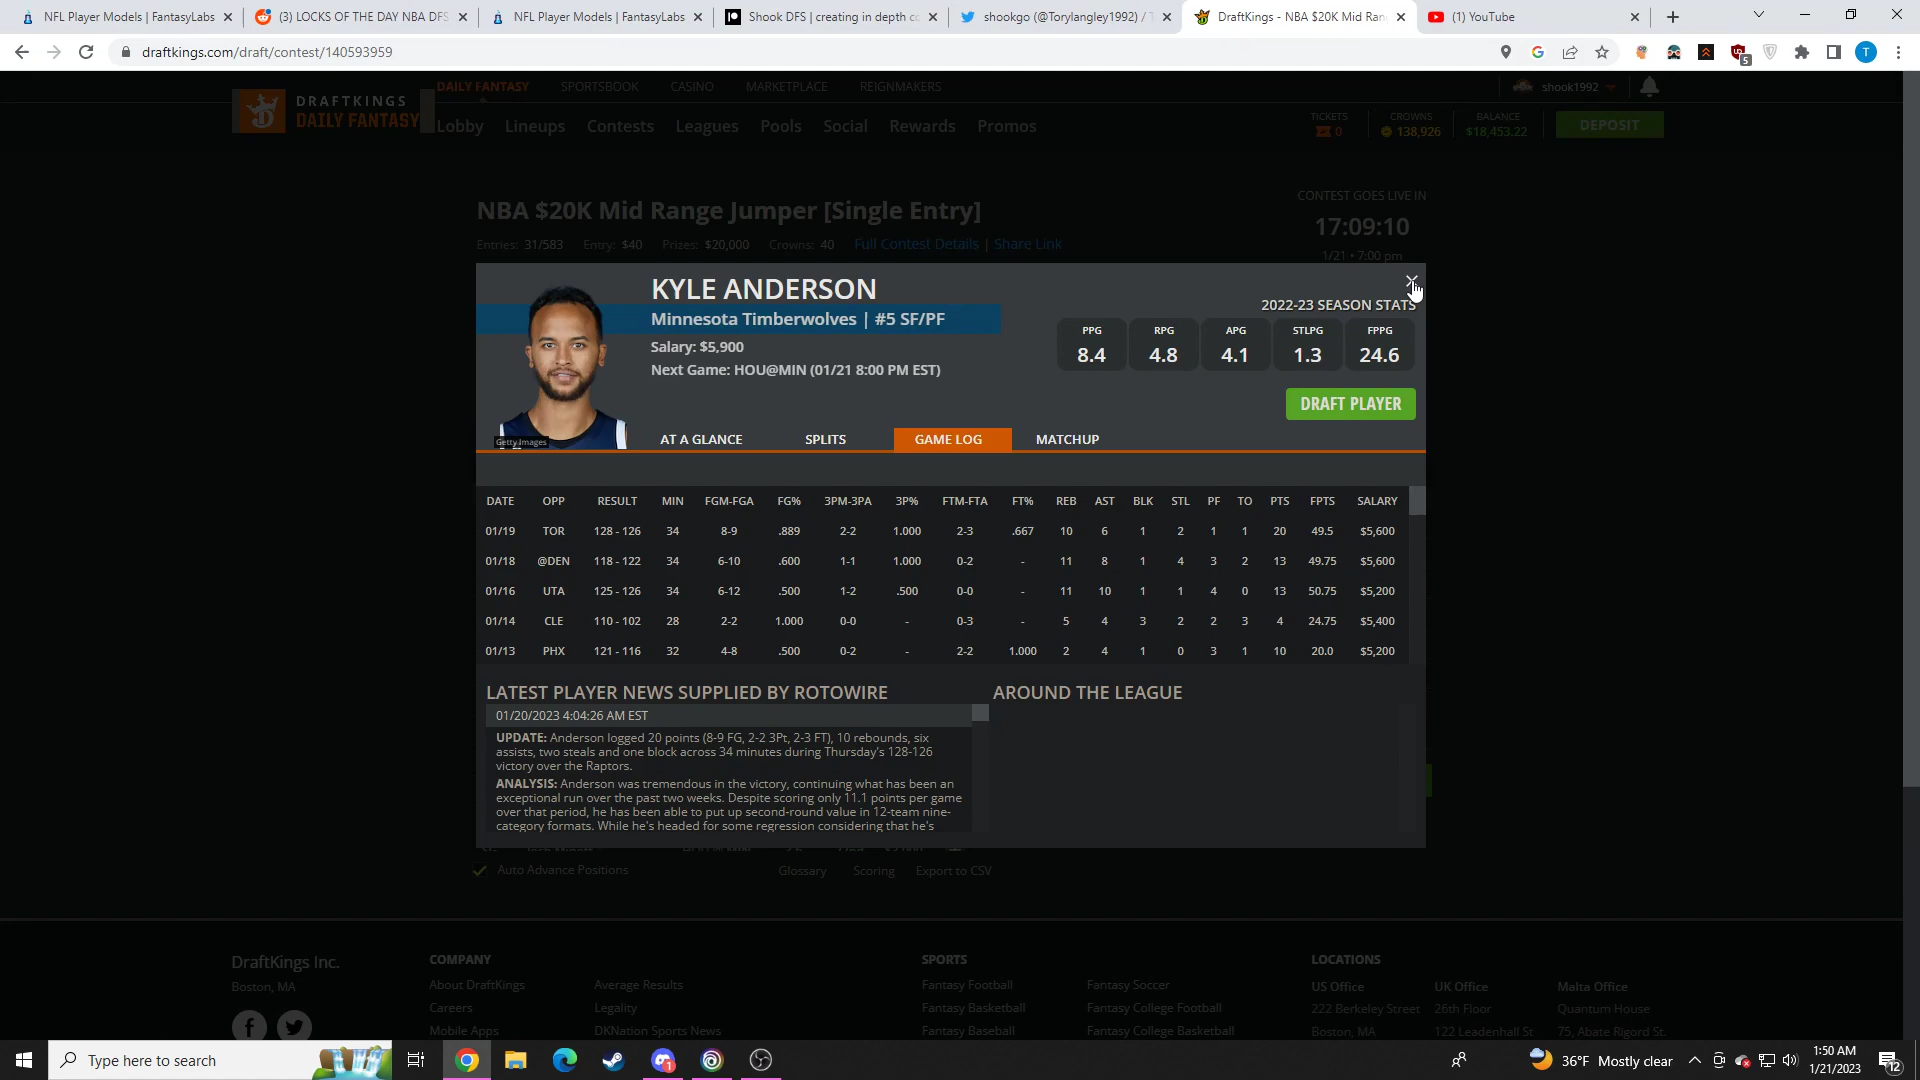 NFL Player Models | FantasyLabs
(3) LOCKS OF THE DAY NBA DFS
NFL Player Models | FantasyLabs
Shook DFS | creating in depth co
shookgo (@Torylangley1992) / T
DraftKings - NBA $20K Mid Ran
(1) YouTube
draftkings.com/draft/contest/140593959
5
T
DRAFTKINGS
DAILY FANTASY
DAILY FANTASY SPORTSBOOK CASINO MARKETPLACE REIGNMAKERS
shook1992
Lobby Lineups Contests Leagues Pools Social Rewards Promos
TICKETS
0
CROWNS
138,926
BALANCE
$18,453.22
DEPOSIT
NBA $20K Mid Range Jumper [Single Entry]
Entries: 31/583 Entry: $40 Prizes: $20,000 Crowns: 40 Full Contest Details | Share Link
CONTEST GOES LIVE IN
17:09:10
1/21 • 7:00 pm
KYLE ANDERSON
Minnesota Timberwolves | #5 SF/PF
Salary: $5,900
Next Game: HOU@MIN (01/21 8:00 PM EST)
Getty Images
2022-23 SEASON STATS
PPG RPG APG STLPG FPPG
8.4 4.8 4.1 1.3 24.6
DRAFT PLAYER
AT A GLANCE SPLITS GAME LOG MATCHUP
DATE OPP RESULT MIN FGM-FGA FG% 3PM-3PA 3P% FTM-FTA FT% REB AST BLK STL PF TO PTS FPTS SALARY
01/19 TOR 128 - 126 34 8-9 .889 2-2 1.000 2-3 .667 10 6 1 2 1 1 20 49.5 $5,600
01/18 @DEN 118 - 122 34 6-10 .600 1-1 1.000 0-2 - 11 8 1 4 3 2 13 49.75 $5,600
01/16 UTA 125 - 126 34 6-12 .500 1-2 .500 0-0 - 11 10 1 1 4 0 13 50.75 $5,200
01/14 CLE 110 - 102 28 2-2 1.000 0-0 - 0-3 - 5 4 3 2 2 3 4 24.75 $5,400
01/13 PHX 121 - 116 32 4-8 .500 0-2 - 2-2 1.000 2 4 1 0 3 1 10 20.0 $5,200
LATEST PLAYER NEWS SUPPLIED BY ROTOWIRE
01/20/2023 4:04:26 AM EST
UPDATE: Anderson logged 20 points (8-9 FG, 2-2 3Pt, 2-3 FT), 10 rebounds, six
assists, two steals and one block across 34 minutes during Thursday's 128-126
victory over the Raptors.
ANALYSIS: Anderson was tremendous in the victory, continuing what has been an
exceptional run over the past two weeks. Despite scoring only 11.1 points per game
over that period, he has been able to put up second-round value in 12-team nine-
category formats. While he's headed for some regression considering that he's
AROUND THE LEAGUE
Auto Advance Positions
Glossary Scoring Export to CSV
DraftKings Inc.
Boston, MA
COMPANY
About DraftKings Average Results
Careers Legality
Mobile Apps DKNation Sports News
SPORTS
Fantasy Football Fantasy Soccer
Fantasy Basketball Fantasy College Football
Fantasy Baseball Fantasy College Basketball
LOCATIONS
US Office UK Office Malta Office
222 Berkeley Street 26th Floor Quantum House
Boston, MA 122 Leadenhall St 75, Abate Rigord St.
Type here to search
1
36°F Mostly clear
1:50 AM
1/21/2023
12